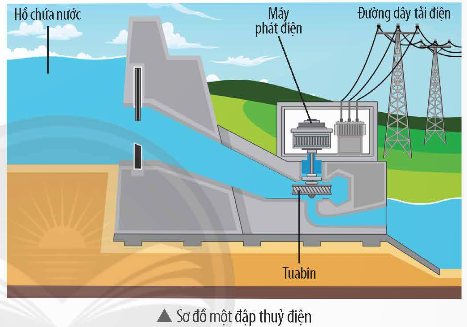 Hồ chứa nước
Máy
phát điện
Đường dây tải điện
Tuabin
▲ Sơ đồ một đập thuỷ điện